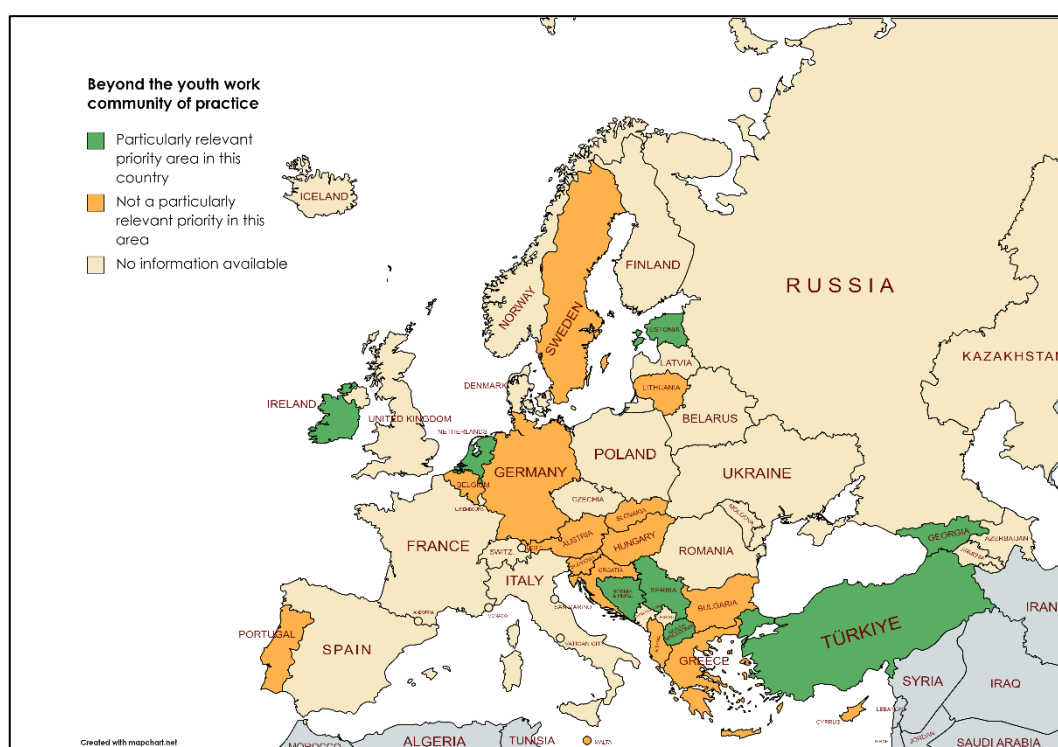 Beyond the youth work
community of practice
Particularly relevant
priority area in this
country
Not a particularly
relevant priority in this
area
No information available
ICELAND
NORWAY
SWEDEN
FINLAND
RUSSIA
ESTONIA
LATVIA
LITHUANIA
KAZAKHSTAN
DENMARK
IRELAND
UNITED KINGDOM
NETHERLANDS
BELARUS
POLAND
GERMANY
BELGIUM
LUXEMBOURG
UKRAINE
CZECHIA
SLOVAKIA
MOLDOVA
FRANCE
SWITZ.
AUSTRIA
HUNGARY
ROMANIA
SLOVENIA
CROATIA
GEORGIA
AZERBAIJAN
ARMENIA
ITALY
SAN MARINO
MONACO
ANDORRA
BOSNIA
SERBIA
BULGARIA
PORTUGAL
SPAIN
VATICAN CITY
GREECE
TÜRKIYE
IRAN
SYRIA
IRAQ
CYPRUS
LEBANON
JORDAN
SAUDI ARABIA
MOROCCO
ALGERIA
TUNISIA
MALTA
Created with mapchart.net